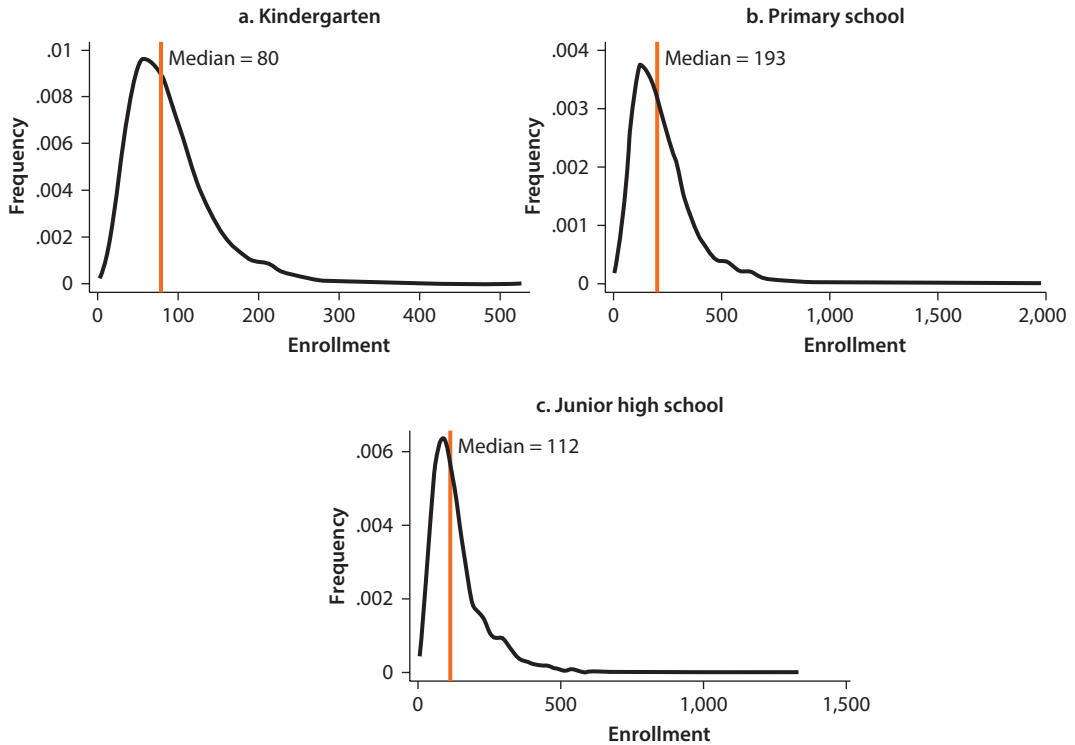 a. Kindergarten
.01
.008
.006
.004
.002
0
Frequency
Median = 80
0 100 200 300 400 500
Enrollment
b. Primary school
.004
.003
.002
.001
0
Frequency
Median = 193
0 500 1,000 1,500 2,000
Enrollment
c. Junior high school
.006
.004
.002
0
Frequency
Median = 112
0 500 1,000 1,500
Enrollment